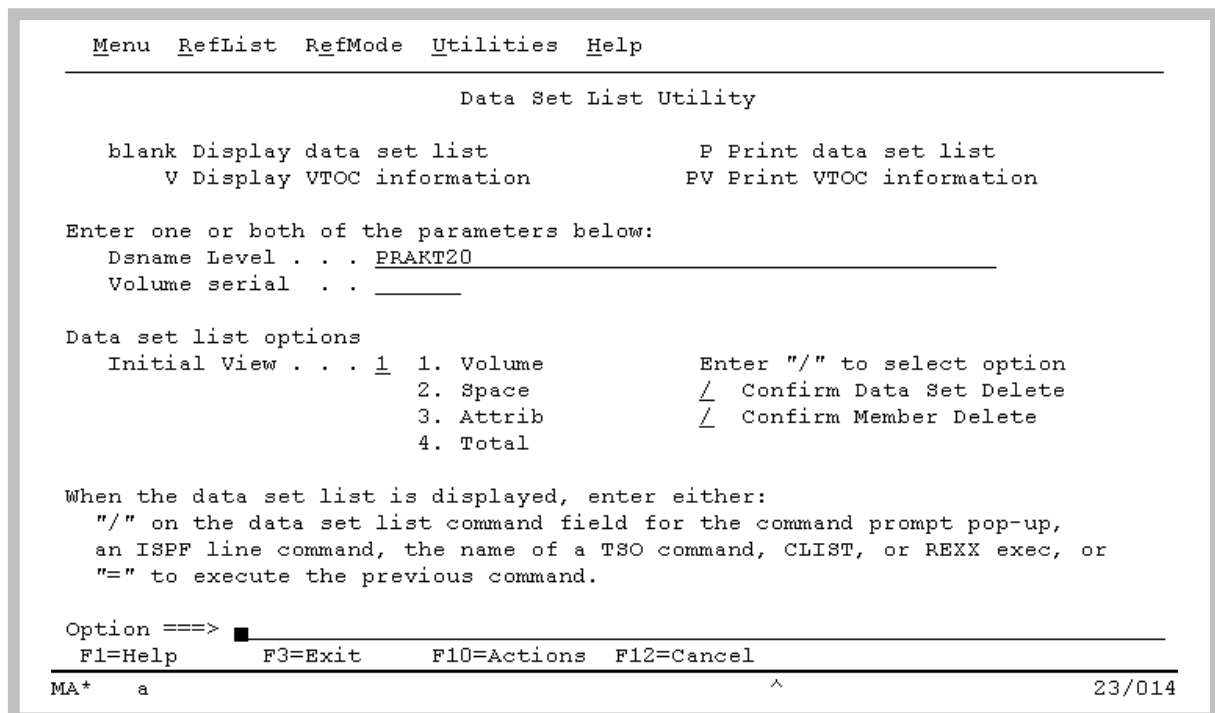 Menu RefList RefMode Utilities Help
Data Set List Utility
blank Display data set list P Print data set list
V Display VTOC information PV Print VTOC information
Enter one or both of the parameters below:
Dsname Level . . . PRAKT20
Volume serial . .
Data set list options
Initial View . . . 1 1. Volume Enter "/" to select option
2. Space / Confirm Data Set Delete
3. Attrib / Confirm Member Delete
4. Total
When the data set list is displayed, enter either:
"/" on the data set list command field for the command prompt pop-up,
an ISPF line command, the name of a TSO command, CLIST, or REXX exec, or
"=" to execute the previous command.
Option ===>
F1=Help F3=Exit F10=Actions F12=Cancel
MA* a ^ 23/014